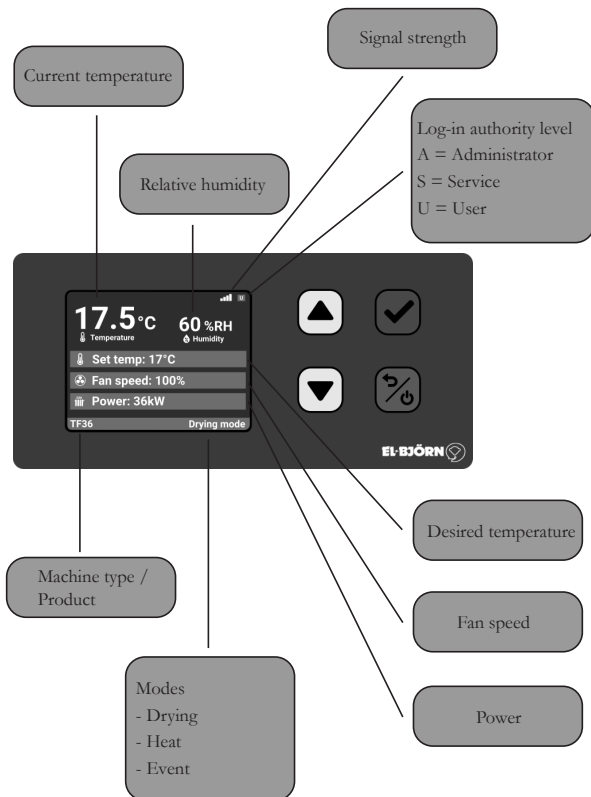 Signal strength
Current temperature
Log-in authority level
A = Administrator
S = Service
U = User
Relative humidity
U
17.5°C
Temperature
60 %RH
Humidity
Set temp: 17°C
Fan speed: 100%
Power: 36kW
TF36
Drying mode
EL·BJÖRN
Desired temperature
Machine type /
Product
Fan speed
Modes
- Drying
- Heat
- Event
Power